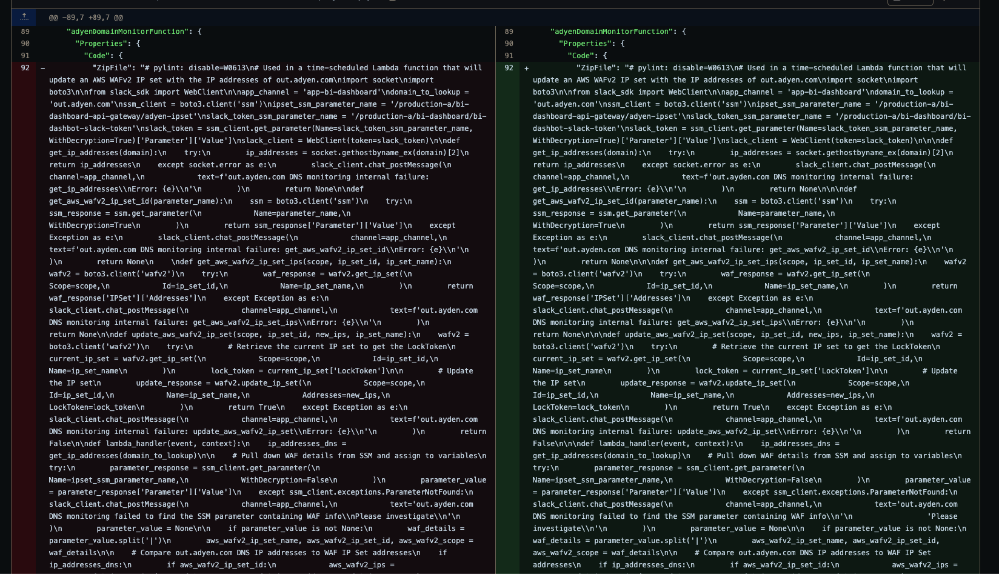 @@ -89,7 +89,7 @@
89 "adyenDomainMonitorFunction": {
90 "Properties": {
91 "Code": {
92 - "ZipFile": "# pylint: disable=W0613\n# Used in a time-scheduled Lambda function that will
update an AWS WAFv2 IP set with the IP addresses of out.adyen.com\nimport socket\nimport
boto3\n\nfrom slack_sdk import WebClient\n\napp_channel = 'app-bi-dashboard'\ndomain_to_lookup =
'out.adyen.com'\nssm_client = boto3.client('ssm')\nipset_ssm_parameter_name = '/production-a/bi-
dashboard-api-gateway/adyen-ipset'\nslack_token_ssm_parameter_name = '/production-a/bi-dashboard/bi-
dashbot-slack-token'\nslack_token = ssm_client.get_parameter(Name=slack_token_ssm_parameter_name,
WithDecryption=True)['Parameter']['Value']\nslack_client = WebClient(token=slack_token)\n\ndef
get_ip_addresses(domain):\n    try:\n        ip_addresses = socket.gethostbyname_ex(domain)[2]\n
return ip_addresses\n    except socket.error as e:\n        slack_client.chat_postMessage(\n
channel=app_channel,\n            text=f'out.ayden.com DNS monitoring internal failure:
get_ip_addresses\\nError: {e}\\n'\n        )\n        return None\n\ndef
get_aws_wafv2_ip_set_id(parameter_name):\n    ssm = boto3.client('ssm')\n    try:\n
ssm_response = ssm.get_parameter(\n            Name=parameter_name,\n
WithDecryption=True\n        )\n        return ssm_response['Parameter']['Value']\n    except
Exception as e:\n        slack_client.chat_postMessage(\n            channel=app_channel,\n
text=f'out.ayden.com DNS monitoring internal failure: get_aws_wafv2_ip_set_id\\nError: {e}\\n'\n
)\n        return None\n    \ndef get_aws_wafv2_ip_set_ips(scope, ip_set_id, ip_set_name):\n
wafv2 = boto3.client('wafv2')\n    try:\n        waf_response = wafv2.get_ip_set(\n
Scope=scope,\n            Id=ip_set_id,\n            Name=ip_set_name,\n        )\n        return
waf_response['IPSet']['Addresses']\n    except Exception as e:\n
slack_client.chat_postMessage(\n            channel=app_channel,\n            text=f'out.ayden.com
DNS monitoring internal failure: get_aws_wafv2_ip_set_ips\\nError: {e}\\n'\n        )\n
return None\n\ndef update_aws_wafv2_ip_set(scope, ip_set_id, new_ips, ip_set_name):\n    wafv2 =
boto3.client('wafv2')\n    try:\n        # Retrieve the current IP set to get the LockToken\n
current_ip_set = wafv2.get_ip_set(\n            Scope=scope,\n            Id=ip_set_id,\n
Name=ip_set_name\n        )\n        lock_token = current_ip_set['LockToken']\n\n        # Update
the IP set\n        update_response = wafv2.update_ip_set(\n            Scope=scope,\n
Id=ip_set_id,\n            Name=ip_set_name,\n            Addresses=new_ips,\n
LockToken=lock_token\n        )\n        return True\n    except Exception as e:\n
slack_client.chat_postMessage(\n            channel=app_channel,\n            text=f'out.ayden.com
DNS monitoring internal failure: update_aws_wafv2_ip_set\\nError: {e}\\n'\n        )\n        return
False\n\ndef lambda_handler(event, context):\n    ip_addresses_dns =
get_ip_addresses(domain_to_lookup)\n\n    # Pull down WAF details from SSM and assign to variables\n
try:\n        parameter_response = ssm_client.get_parameter(\n
Name=ipset_ssm_parameter_name,\n            WithDecryption=False\n        )\n        parameter_value
= parameter_response['Parameter']['Value']\n    except ssm_client.exceptions.ParameterNotFound:\n
slack_client.chat_postMessage(\n            channel=app_channel,\n            text='out.ayden.com
DNS monitoring failed to find the SSM parameter containing WAF info\\nPlease investigate\\n'\n
)\n        parameter_value = None\n\n    if parameter_value is not None:\n        waf_details =
parameter_value.split('|')\n        aws_wafv2_ip_set_name, aws_wafv2_ip_set_id, aws_wafv2_scope =
waf_details\n\n    # Compare out.adyen.com DNS IP addresses to WAF IP Set addresses\n    if
ip_addresses_dns:\n        if aws_wafv2_ip_set_id:\n            aws_wafv2_ips =
89 "adyenDomainMonitorFunction": {
90 "Properties": {
91 "Code": {
92 + "ZipFile": "# pylint: disable=W0613\n# Used in a time-scheduled Lambda function that will
update an AWS WAFv2 IP set with the IP addresses of out.adyen.com\nimport socket\nimport
boto3\n\nfrom slack_sdk import WebClient\n\napp_channel = 'app-bi-dashboard'\ndomain_to_lookup =
'out.adyen.com'\nssm_client = boto3.client('ssm')\nipset_ssm_parameter_name = '/production-a/bi-
dashboard-api-gateway/adyen-ipset'\nslack_token_ssm_parameter_name = '/production-a/bi-dashboard/bi-
dashbot-slack-token'\nslack_token = ssm_client.get_parameter(Name=slack_token_ssm_parameter_name,
WithDecryption=True)['Parameter']['Value']\nslack_client = WebClient(token=slack_token)\n\n\ndef
get_ip_addresses(domain):\n    try:\n        ip_addresses = socket.gethostbyname_ex(domain)[2]\n
return ip_addresses\n    except socket.error as e:\n        slack_client.chat_postMessage(\n
channel=app_channel,\n            text=f'out.ayden.com DNS monitoring internal failure:
get_ip_addresses\\nError: {e}\\n'\n        )\n        return None\n\n\ndef
get_aws_wafv2_ip_set_id(parameter_name):\n    ssm = boto3.client('ssm')\n    try:\n
ssm_response = ssm.get_parameter(\n            Name=parameter_name,\n
WithDecryption=True\n        )\n        return ssm_response['Parameter']['Value']\n    except
Exception as e:\n        slack_client.chat_postMessage(\n            channel=app_channel,\n
text=f'out.ayden.com DNS monitoring internal failure: get_aws_wafv2_ip_set_id\\nError: {e}\\n'\n
)\n        return None\n\n\ndef get_aws_wafv2_ip_set_ips(scope, ip_set_id, ip_set_name):\n    wafv2
= boto3.client('wafv2')\n    try:\n        waf_response = wafv2.get_ip_set(\n
Scope=scope,\n            Id=ip_set_id,\n            Name=ip_set_name,\n        )\n        return
waf_response['IPSet']['Addresses']\n    except Exception as e:\n
slack_client.chat_postMessage(\n            channel=app_channel,\n            text=f'out.ayden.com
DNS monitoring internal failure: get_aws_wafv2_ip_set_ips\\nError: {e}\\n'\n        )\n
return None\n\n\ndef update_aws_wafv2_ip_set(scope, ip_set_id, new_ips, ip_set_name):\n    wafv2 =
boto3.client('wafv2')\n    try:\n        # Retrieve the current IP set to get the LockToken\n
current_ip_set = wafv2.get_ip_set(\n            Scope=scope,\n            Id=ip_set_id,\n
Name=ip_set_name\n        )\n        lock_token = current_ip_set['LockToken']\n\n        # Update
the IP set\n        update_response = wafv2.update_ip_set(\n            Scope=scope,\n
Id=ip_set_id,\n            Name=ip_set_name,\n            Addresses=new_ips,\n
LockToken=lock_token\n        )\n        return True\n    except Exception as e:\n
slack_client.chat_postMessage(\n            channel=app_channel,\n            text=f'out.ayden.com
DNS monitoring internal failure: update_aws_wafv2_ip_set\\nError: {e}\\n'\n        )\n        return
False\n\n\ndef lambda_handler(event, context):\n    ip_addresses_dns =
get_ip_addresses(domain_to_lookup)\n\n    # Pull down WAF details from SSM and assign to variables\n
try:\n        parameter_response = ssm_client.get_parameter(\n
Name=ipset_ssm_parameter_name,\n            WithDecryption=False\n        )\n        parameter_value
= parameter_response['Parameter']['Value']\n    except ssm_client.exceptions.ParameterNotFound:\n
slack_client.chat_postMessage(\n            channel=app_channel,\n            text='out.ayden.com
DNS monitoring failed to find the SSM parameter containing WAF info\\n'\n                 'Please
investigate\\n'\n        )\n        parameter_value = None\n\n    if parameter_value is not None:\n
waf_details = parameter_value.split('|')\n        aws_wafv2_ip_set_name, aws_wafv2_ip_set_id,
aws_wafv2_scope = waf_details\n\n    # Compare out.adyen.com DNS IP addresses to WAF IP Set
addresses\n    if ip_addresses_dns:\n        if aws_wafv2_ip_set_id:\n            aws_wafv2_ips =